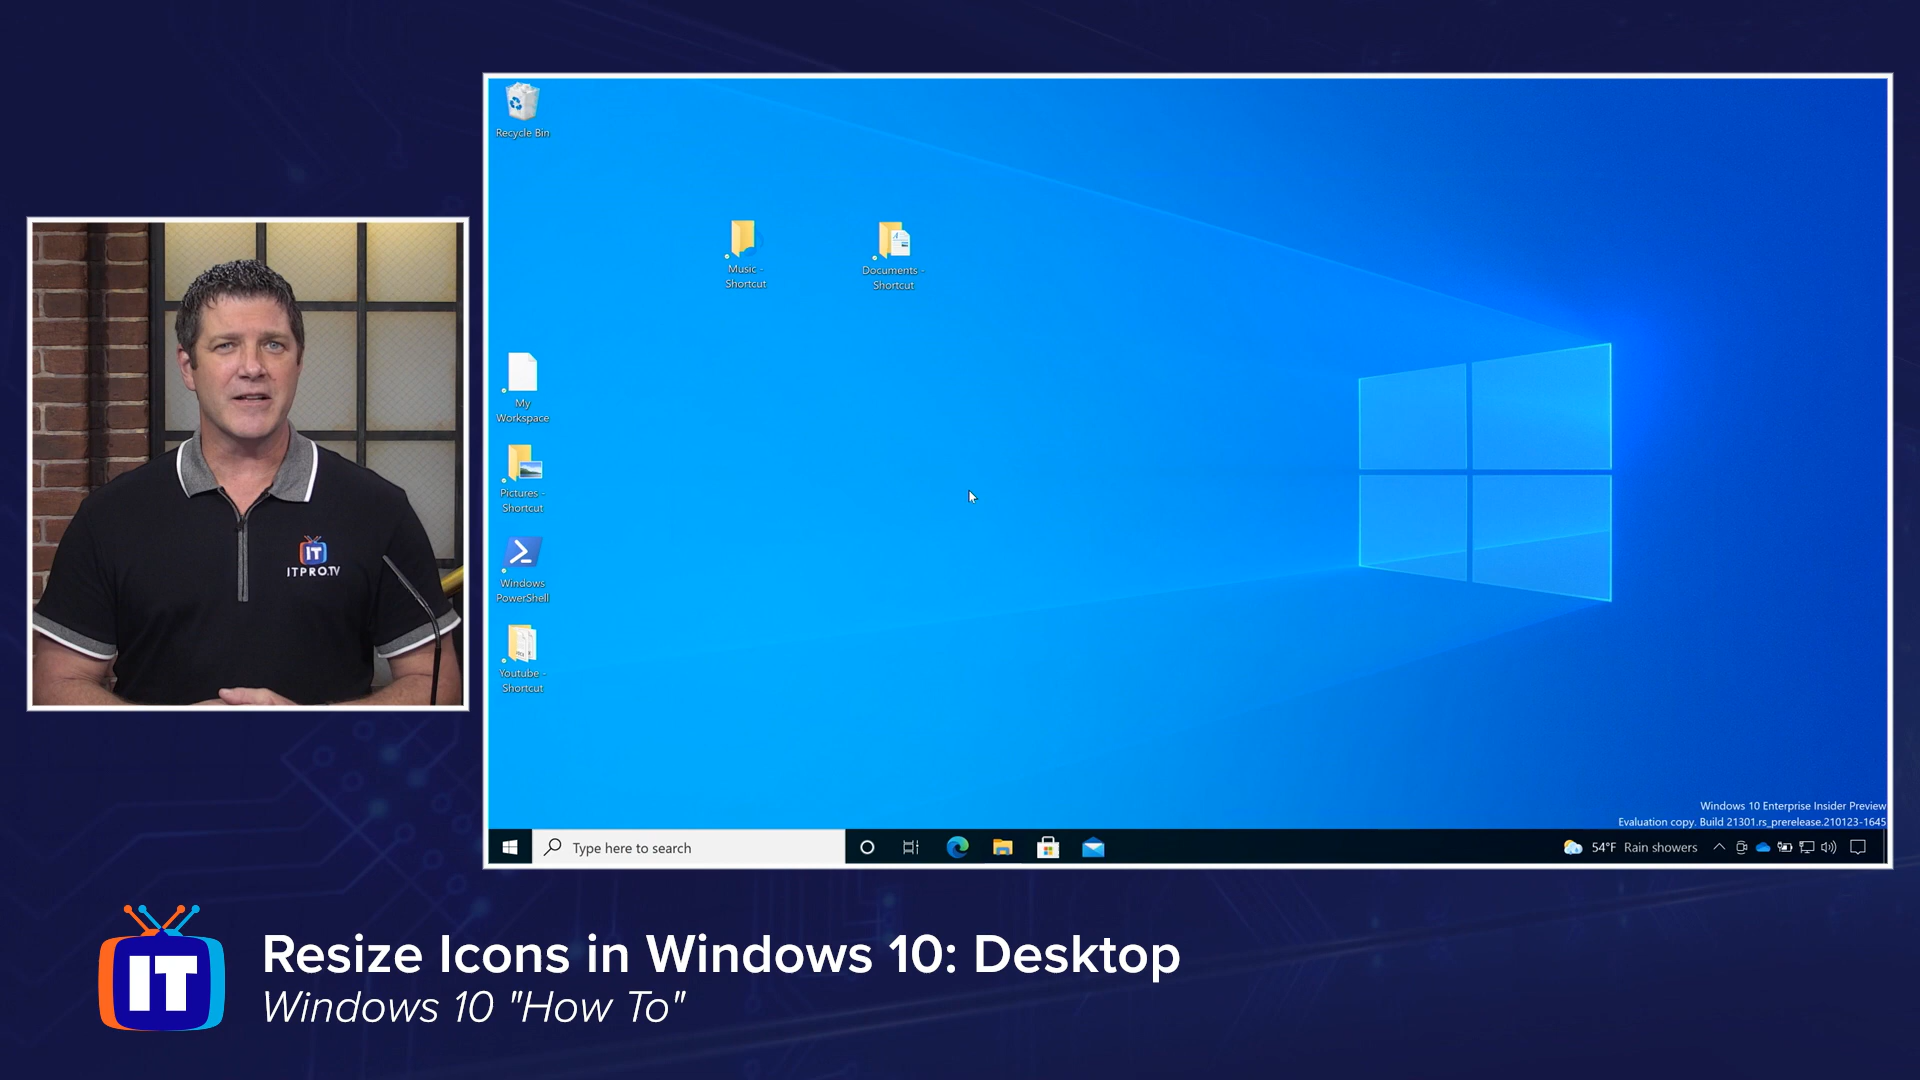 Recycle Bin
Music -
Shortcut
Documents -
Shortcut
My
Workspace
Pictures -
Shortcut
Windows
PowerShell
Youtube -
Shortcut
IT
ITPRO.TV
Windows 10 Enterprise Insider Preview
Evaluation copy. Build 21301.rs_prerelease.210123-1645
Type here to search
54°F Rain showers
IT
Resize Icons in Windows 10: Desktop
Windows 10 "How To"